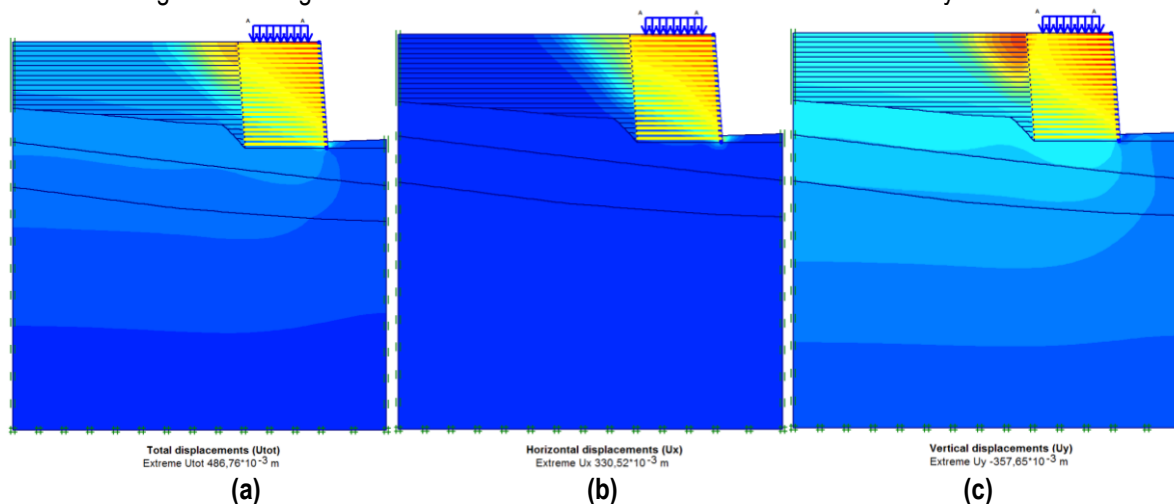 A A
A A
A A
Total displacements (Utot)
Extreme Utot 486,76*10⁻³ m
Horizontal displacements (Ux)
Extreme Ux 330,52*10⁻³ m
Vertical displacements (Uy)
Extreme Uy -357,65*10⁻³ m
(a) (b) (c)